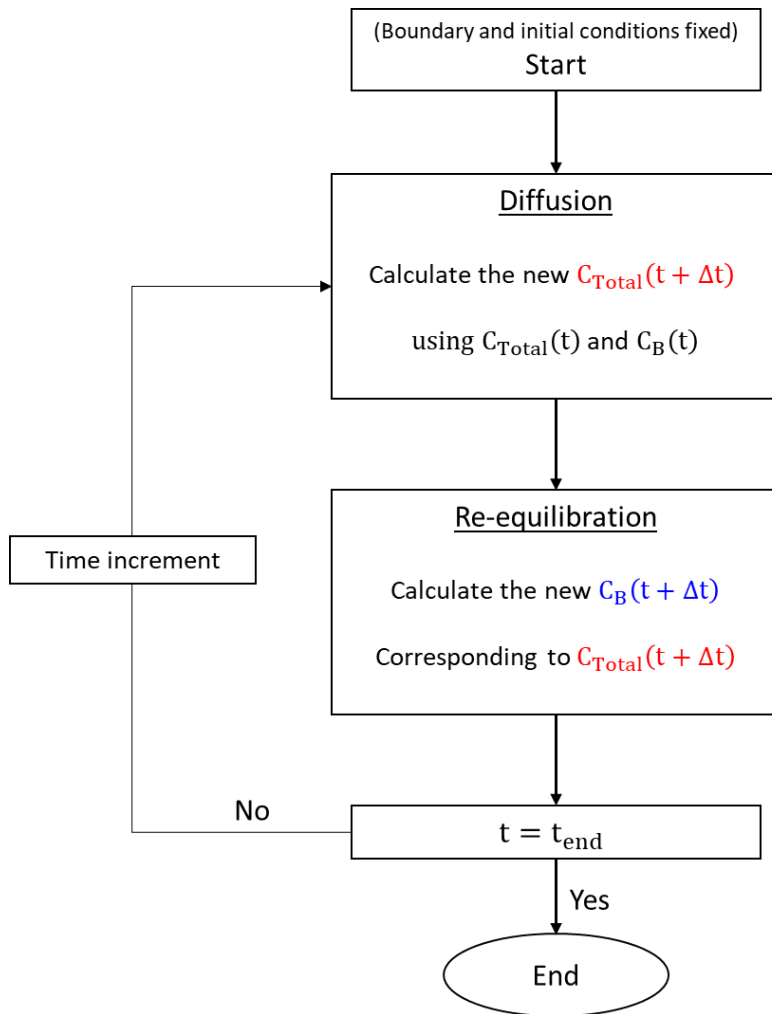 (Boundary and initial conditions fixed)
Start
Diffusion
Calculate the new C_Total(t + Δt)
using C_Total(t) and C_B(t)
Re-equilibration
Time increment
Calculate the new C_B(t + Δt)
Corresponding to C_Total(t + Δt)
No
t = t_end
Yes
End